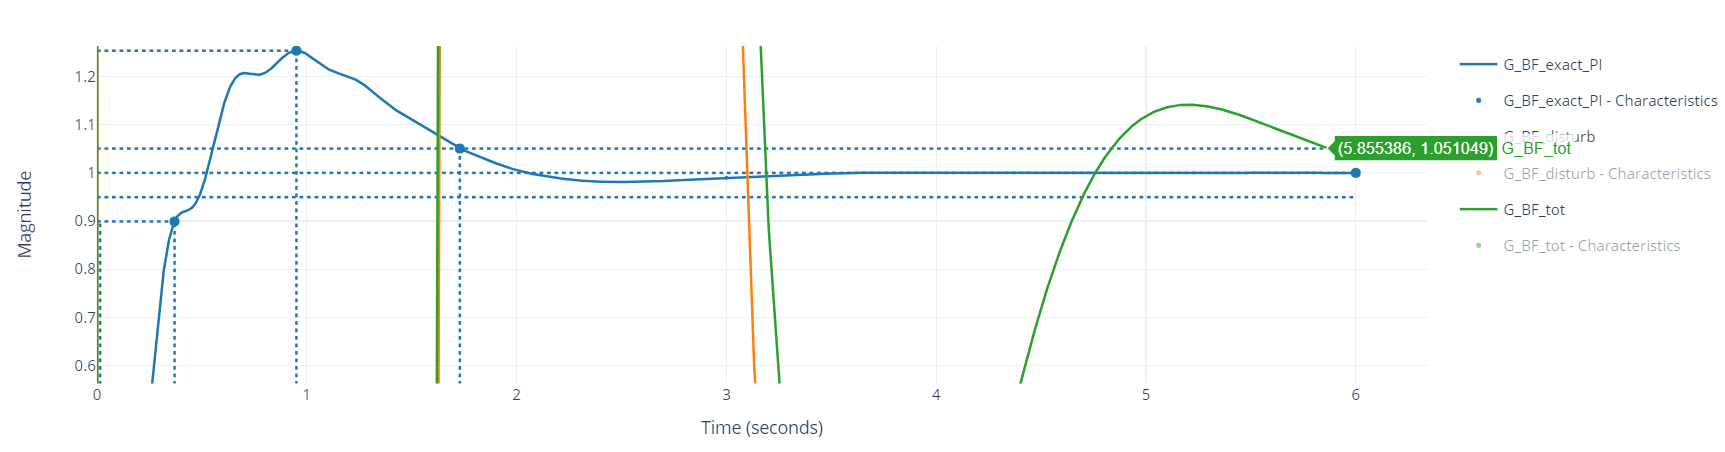 1.2
1.1
1
0.9
0.8
0.7
0.6
Magnitude
0 1 2 3 4 5 6
Time (seconds)
(5.855386, 1.051049) G_BF_tot
G_BF_exact_PI
G_BF_exact_PI - Characteristics
G_BF_disturb
G_BF_disturb - Characteristics
G_BF_tot
G_BF_tot - Characteristics